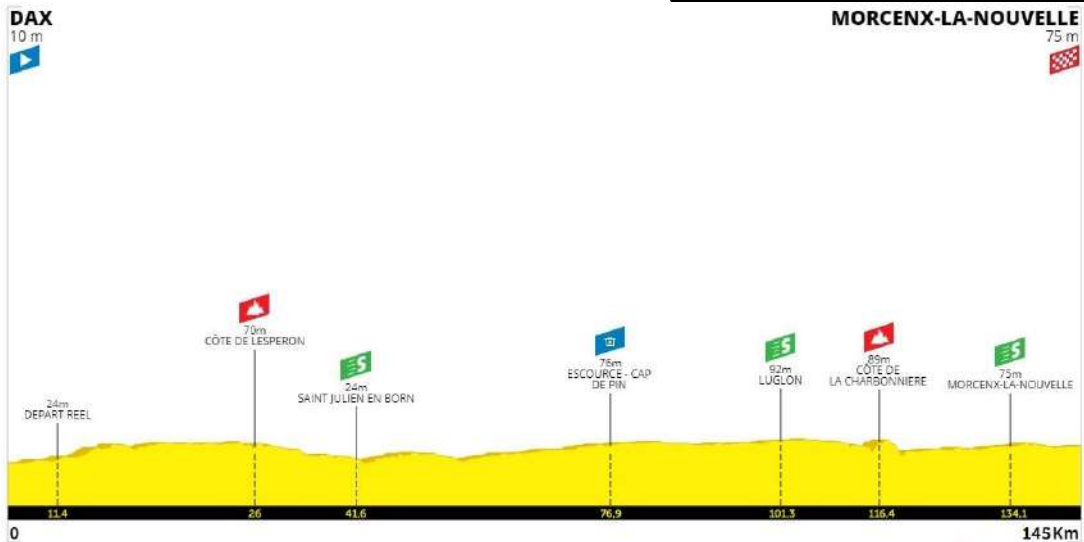 DAX
10 m
MORCENX-LA-NOUVELLE
75 m
70m
CÔTE DE LESPERON
S
24m
SAINT JULIEN EN BORN
24m
DEPART REEL
76m
ESCOURCE - CAP
DE PIN
S
92m
LUGLON
89m
CÔTE DE
LA CHARBONNIERE
S
75m
MORCENX-LA-NOUVELLE
11.4
26
41.6
76.9
101.3
116.4
134.1
0
145Km